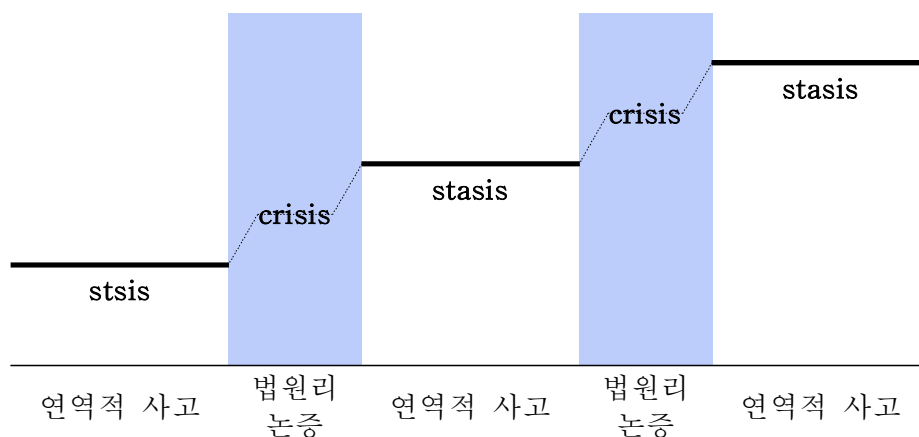 stasis
crisis
stasis
crisis
stsis
연역적 사고
법원리
논증
연역적 사고
법원리
논증
연역적 사고